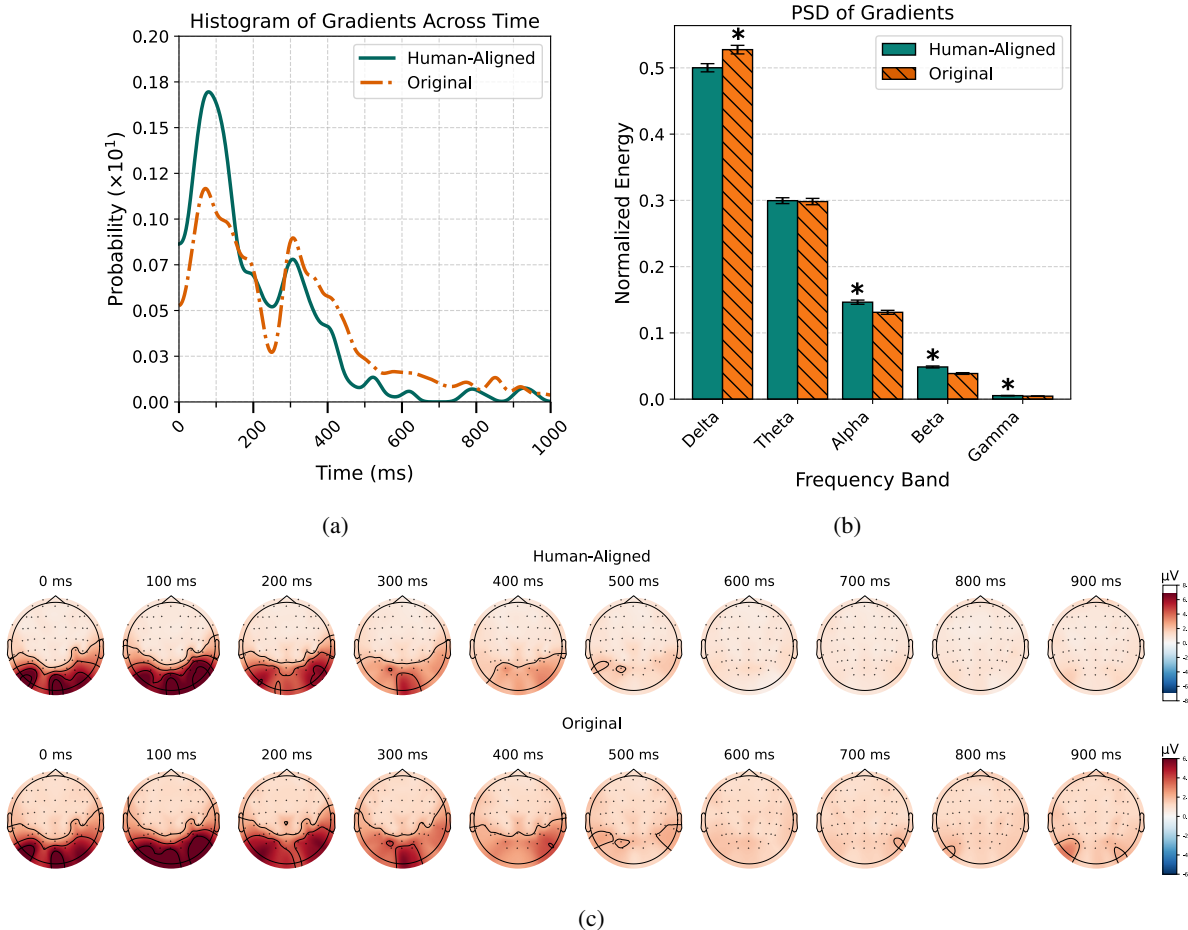 Histogram of Gradients Across Time
Human-Aligned
Original
0.20
0.18
0.15
0.12
0.10
0.07
0.05
0.03
0.00
Probability (×10¹)
0
200
400
600
800
1000
Time (ms)
(a)
PSD of Gradients
Human-Aligned
Original
0.5
0.4
0.3
0.2
0.1
0.0
Normalized Energy
*
*
*
*
Delta
Theta
Alpha
Beta
Gamma
Frequency Band
(b)
Human-Aligned
0 ms 100 ms 200 ms 300 ms 400 ms 500 ms 600 ms 700 ms 800 ms 900 ms
µV
Original
0 ms 100 ms 200 ms 300 ms 400 ms 500 ms 600 ms 700 ms 800 ms 900 ms
µV
(c)